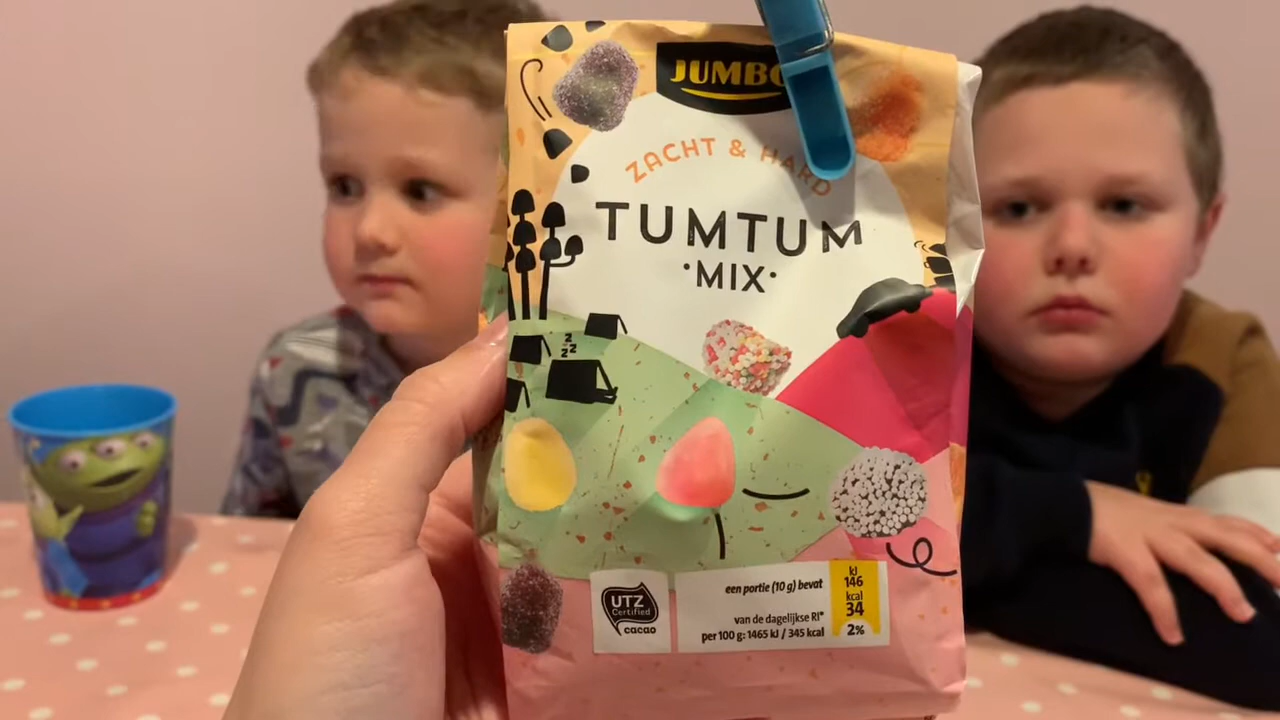 JUMBO
ZACHT & HARD
TUMTUM
•MIX•
z
zz
UTZ
Certified
cacao
een portie (10 g) bevat
van de dagelijkse RI*
per 100 g: 1465 kJ / 345 kcal
kJ
146
kcal
34
2%